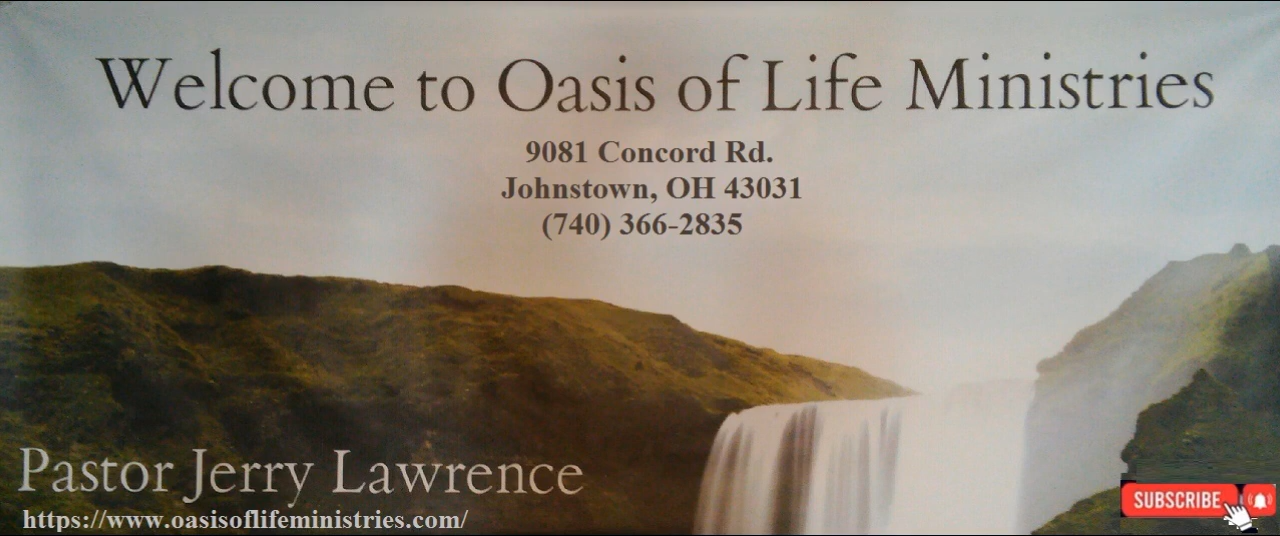 Welcome to Oasis of Life Ministries
9081 Concord Rd.
Johnstown, OH 43031
(740) 366-2835
Pastor Jerry Lawrence
https://www.oasisoflifeministries.com/
SUBSCRIBE